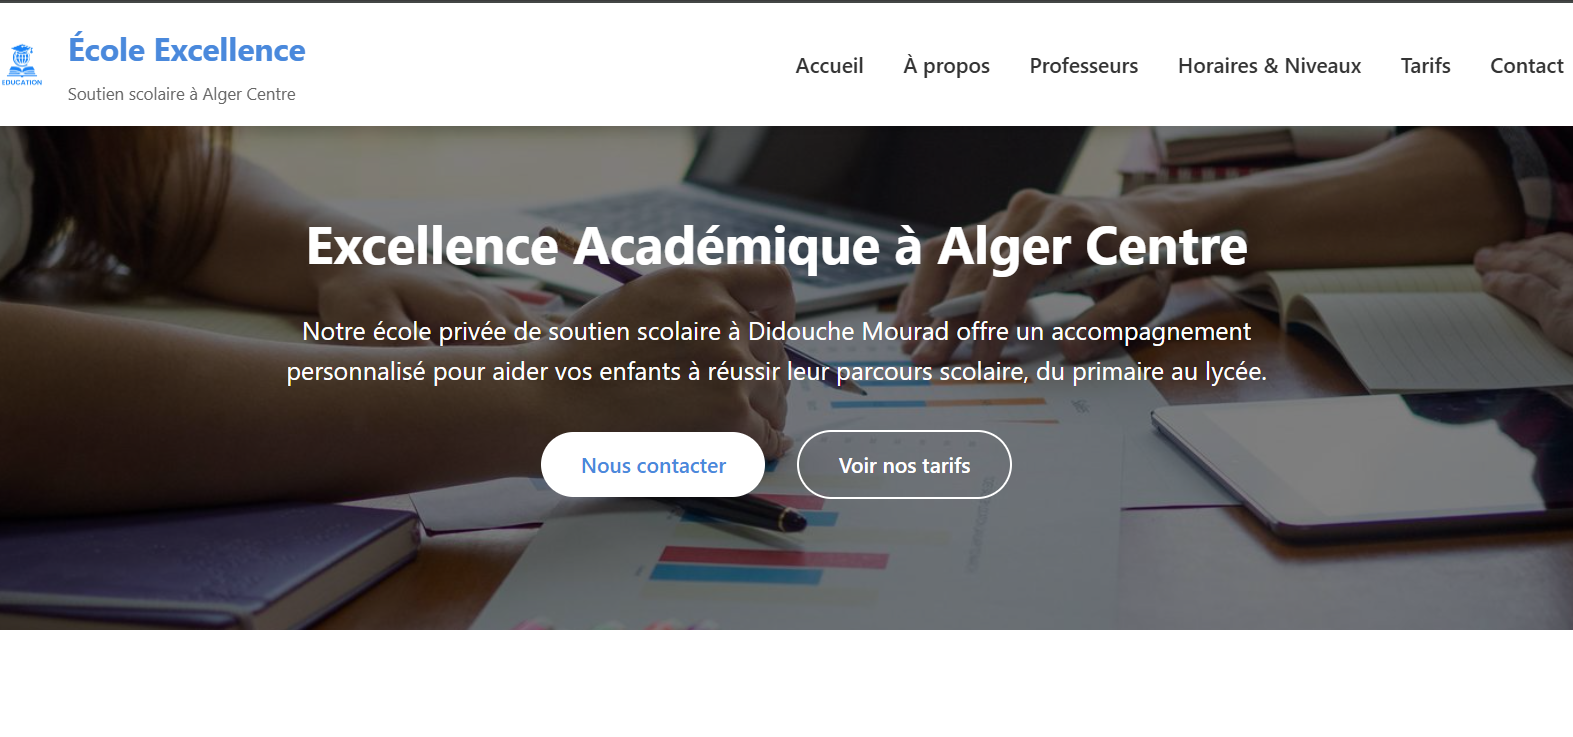 École Excellence
EDUCATION
Soutien scolaire à Alger Centre
Accueil
À propos
Professeurs
Horaires & Niveaux
Tarifs
Contact
Excellence Académique à Alger Centre
Notre école privée de soutien scolaire à Didouche Mourad offre un accompagnement
personnalisé pour aider vos enfants à réussir leur parcours scolaire, du primaire au lycée.
Nous contacter
Voir nos tarifs